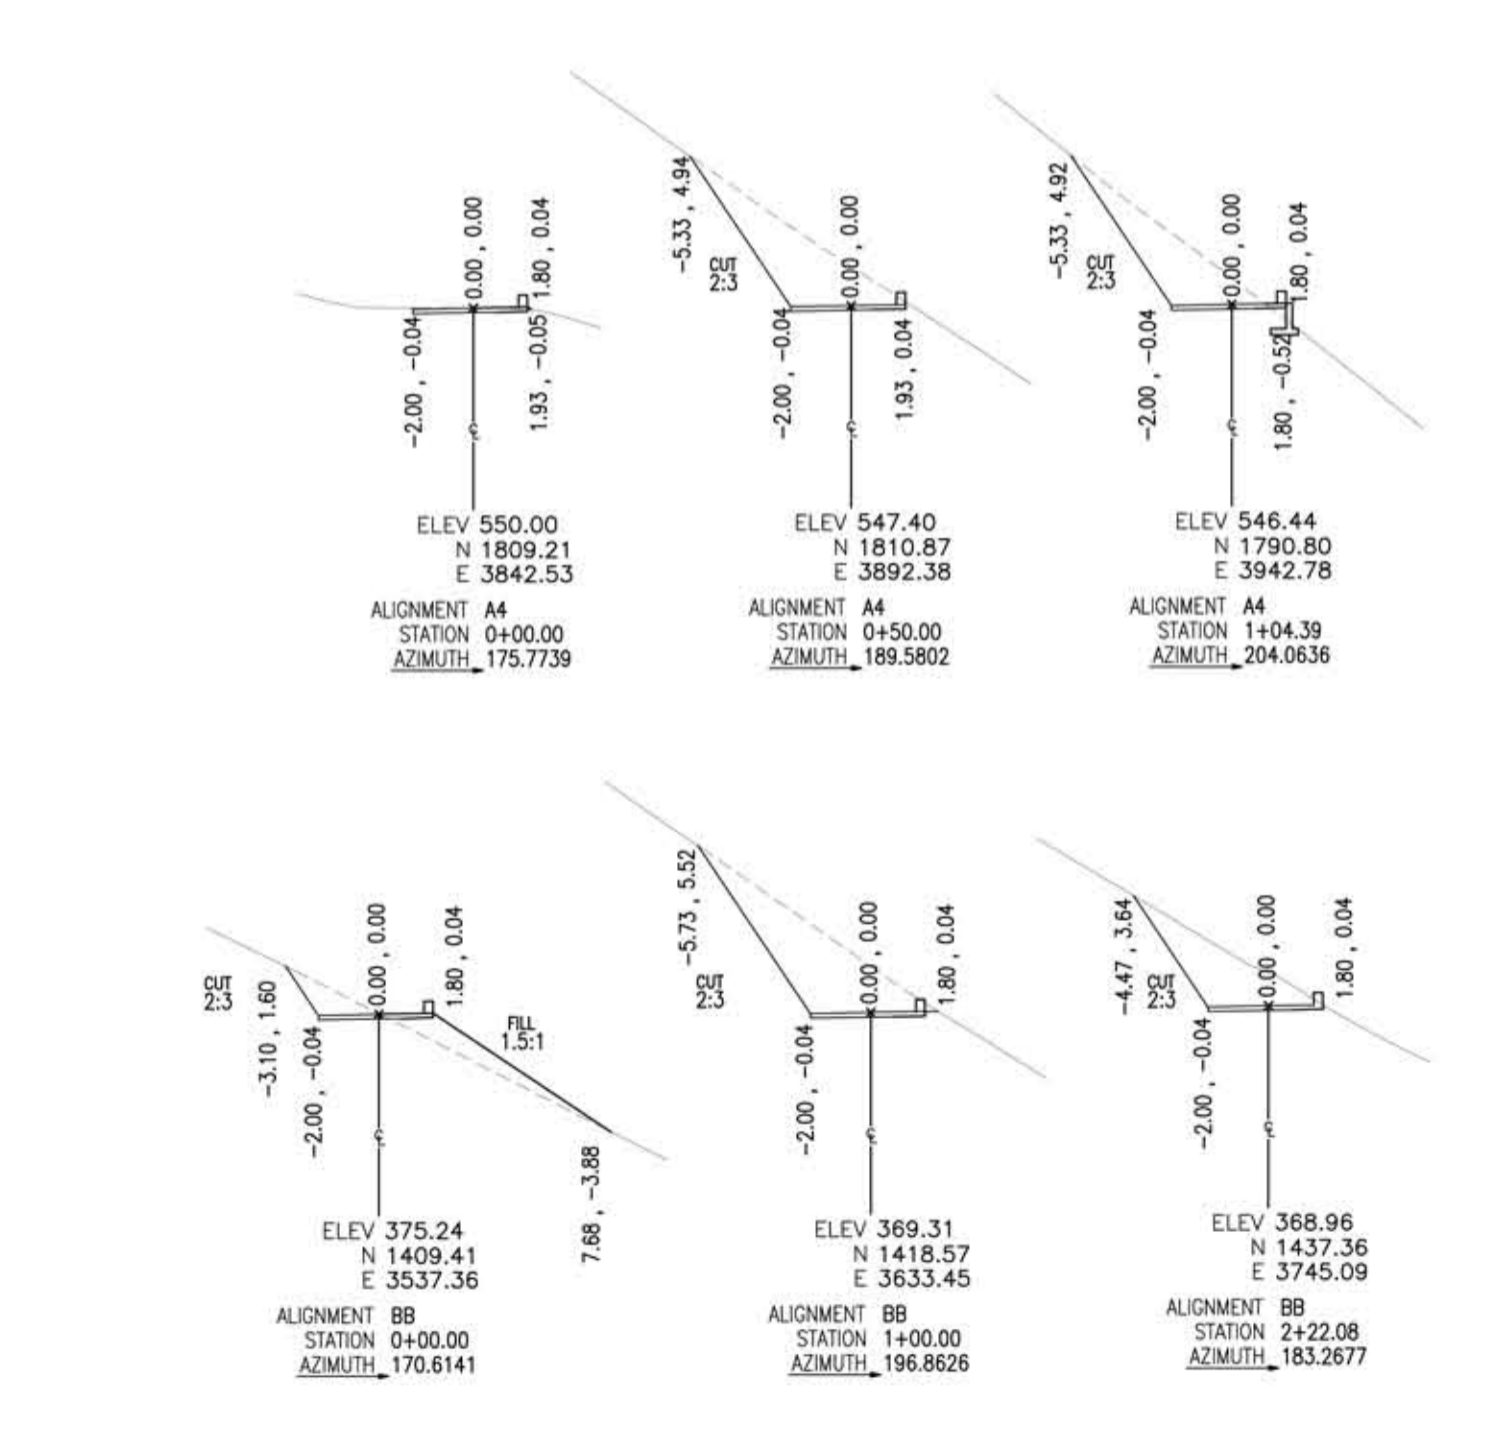 0.00 , 0.00
1.80 , 0.04
-2.00 , -0.04
1.93 , -0.05
℄
ELEV 550.00
N 1809.21
E 3842.53
ALIGNMENT A4
STATION 0+00.00
AZIMUTH 175.7739
-5.33 , 4.94
CUT
2:3
0.00 , 0.00
-2.00 , -0.04
1.93 , 0.04
℄
ELEV 547.40
N 1810.87
E 3892.38
ALIGNMENT A4
STATION 0+50.00
AZIMUTH 189.5802
-5.33 , 4.92
CUT
2:3
0.00 , 0.00
1.80 , 0.04
-2.00 , -0.04
1.80 , -0.52
℄
ELEV 546.44
N 1790.80
E 3942.78
ALIGNMENT A4
STATION 1+04.39
AZIMUTH 204.0636
CUT
2:3
-3.10 , 1.60
-2.00 , -0.04
0.00 , 0.00
1.80 , 0.04
FILL
1.5:1
7.68 , -3.88
℄
ELEV 375.24
N 1409.41
E 3537.36
ALIGNMENT BB
STATION 0+00.00
AZIMUTH 170.6141
-5.73 , 5.52
CUT
2:3
0.00 , 0.00
1.80 , 0.04
-2.00 , -0.04
℄
ELEV 369.31
N 1418.57
E 3633.45
ALIGNMENT BB
STATION 1+00.00
AZIMUTH 196.8626
-4.47 , 3.64
CUT
2:3
0.00 , 0.00
1.80 , 0.04
-2.00 , -0.04
℄
ELEV 368.96
N 1437.36
E 3745.09
ALIGNMENT BB
STATION 2+22.08
AZIMUTH 183.2677